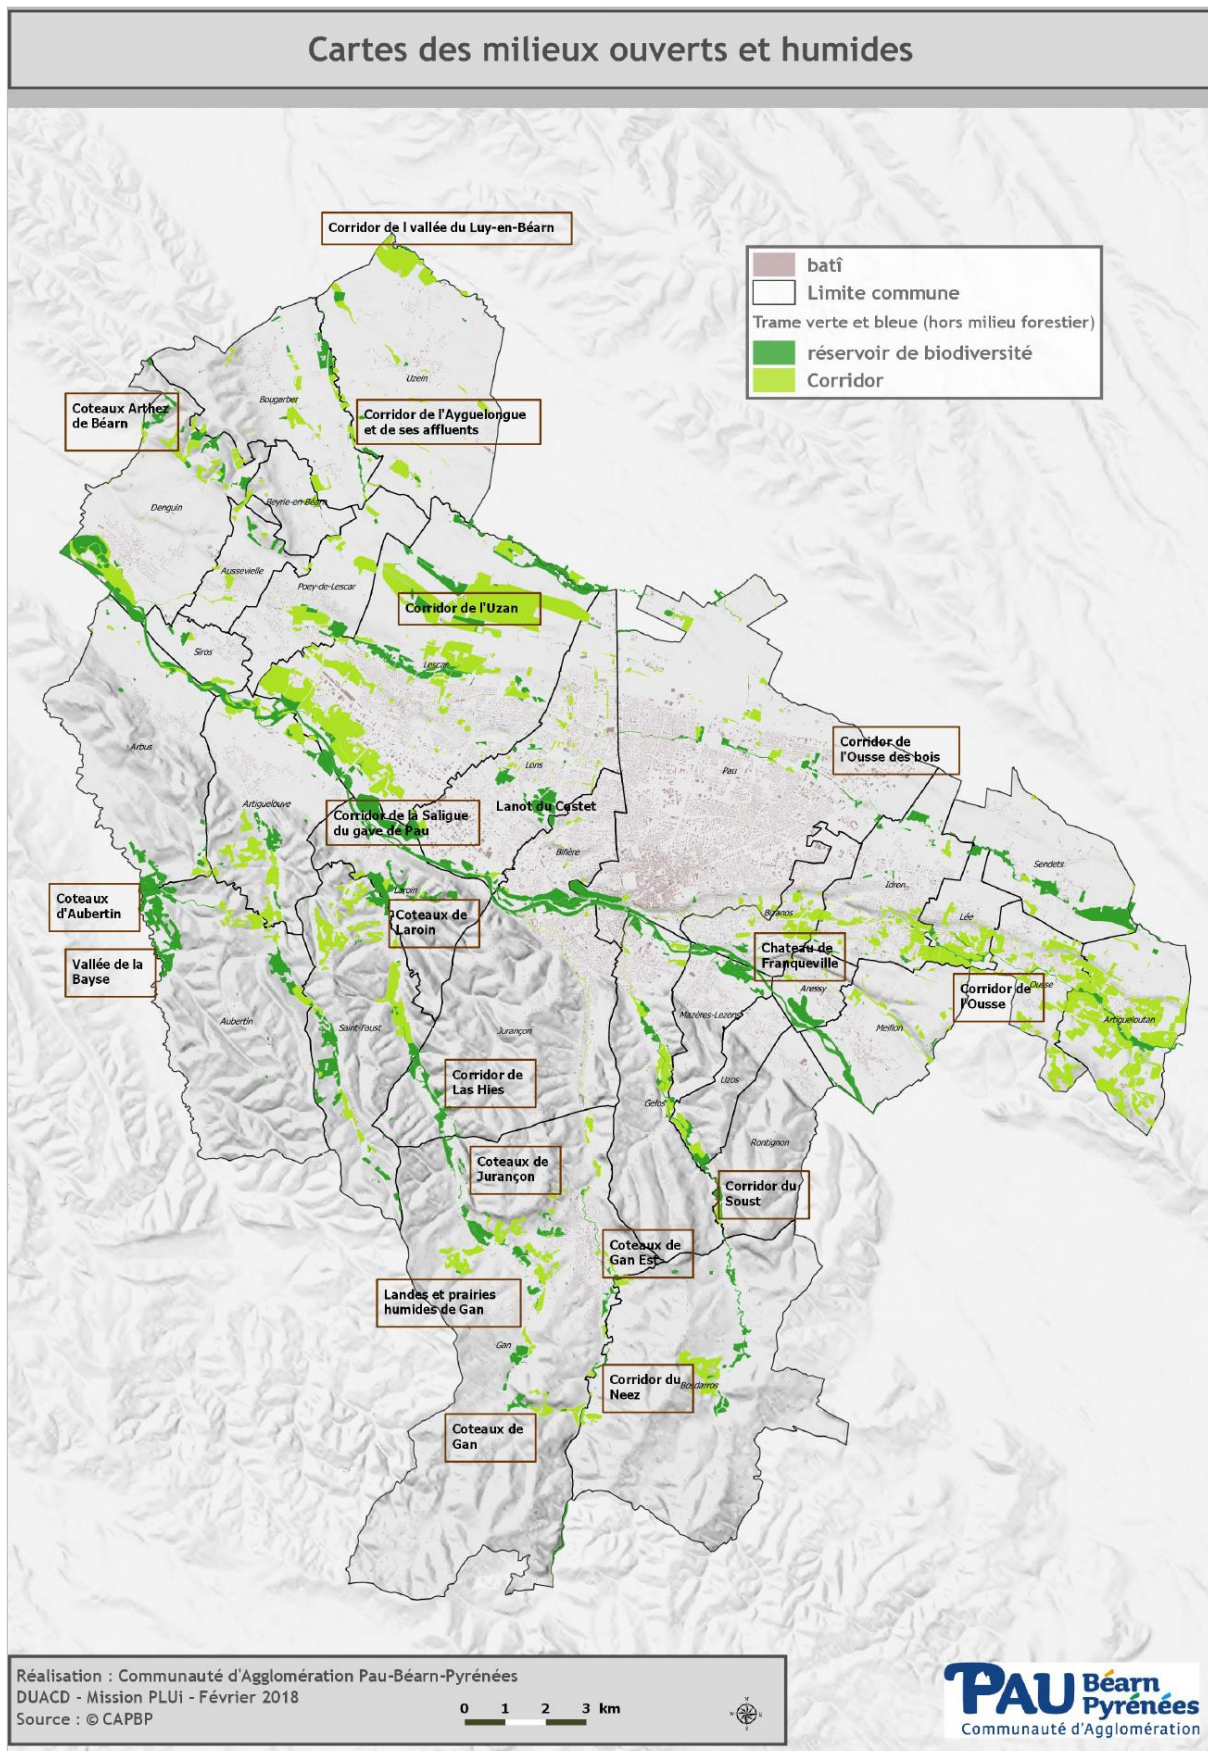 Cartes des milieux ouverts et humides
Corridor de l vallée du Luy-en-Béarn
batî
Limite commune
Trame verte et bleue (hors milieu forestier)
réservoir de biodiversité
Corridor
Uzein
Bougarber
Coteaux Arthez
de Béarn
Corridor de l'Ayguelongue
et de ses affluents
Denguin
Beyrie-en-Béarn
Aussevielle
Poey-de-Lescar
Corridor de l'Uzan
Siros
Lescar
Arbus
Corridor de
l'Ousse des bois
Lons
Pau
Artiguelouve
Lanot du Castet
Corridor de la Saligue
du gave de Pau
Billère
Sendets
Idron
Laroin
Coteaux
d'Aubertin
Coteaux de
Laroin
Bizanos
Lée
Chateau de
Franqueville
Vallée de la
Bayse
Aressy
Corridor de
l'Ousse
Ousse
Mazères-Lezons
Meillon
Artigueloutan
Aubertin
Saint-Faust
Jurançon
Corridor de
Las Hies
Uzos
Gelos
Rontignon
Coteaux de
Jurançon
Corridor du
Soust
Coteaux de
Gan Est
Landes et prairies
humides de Gan
Gan
Corridor du
Neez
Bosdarros
Coteaux de
Gan
Réalisation : Communauté d'Agglomération Pau-Béarn-Pyrénées
DUACD - Mission PLUi - Février 2018
Source : © CAPBP
0 1 2 3 km
PAU Béarn
Pyrénées
Communauté d'Agglomération